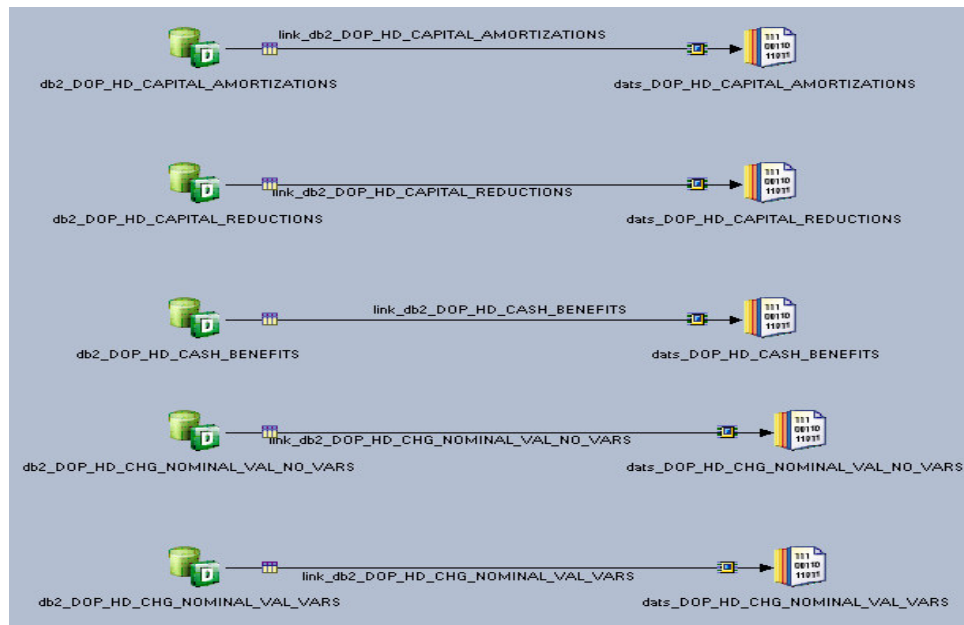 link_db2_DOP_HD_CAPITAL_AMORTIZATIONS
db2_DOP_HD_CAPITAL_AMORTIZATIONS
dats_DOP_HD_CAPITAL_AMORTIZATIONS
link_db2_DOP_HD_CAPITAL_REDUCTIONS
db2_DOP_HD_CAPITAL_REDUCTIONS
dats_DOP_HD_CAPITAL_REDUCTIONS
link_db2_DOP_HD_CASH_BENEFITS
db2_DOP_HD_CASH_BENEFITS
dats_DOP_HD_CASH_BENEFITS
link_db2_DOP_HD_CHG_NOMINAL_VAL_NO_VARS
db2_DOP_HD_CHG_NOMINAL_VAL_NO_VARS
dats_DOP_HD_CHG_NOMINAL_VAL_NO_VARS
link_db2_DOP_HD_CHG_NOMINAL_VAL_VARS
db2_DOP_HD_CHG_NOMINAL_VAL_VARS
dats_DOP_HD_CHG_NOMINAL_VAL_VARS